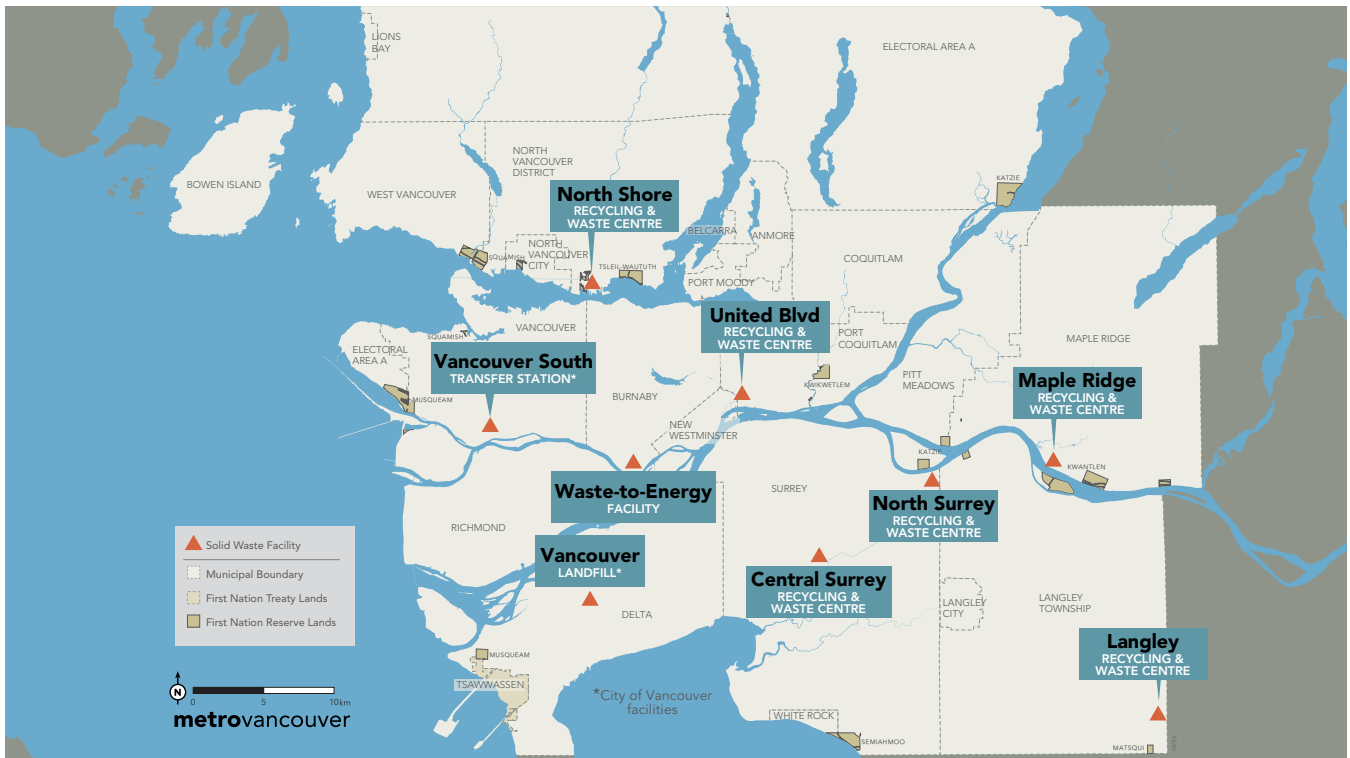 LIONS
BAY
ELECTORAL AREA A
BOWEN ISLAND
WEST VANCOUVER
NORTH
VANCOUVER
DISTRICT
North Shore
RECYCLING &
WASTE CENTRE
KATZIE
BELCARRA
ANMORE
NORTH
VANCOUVER
CITY
SQUAMISH
TSLEIL-WAUTUTH
PORT MOODY
COQUITLAM
United Blvd
RECYCLING &
WASTE CENTRE
VANCOUVER
SQUAMISH
ELECTORAL
AREA A
PORT
COQUITLAM
MAPLE RIDGE
Vancouver South
TRANSFER STATION*
KWIKWETLEM
PITT
MEADOWS
Maple Ridge
RECYCLING &
WASTE CENTRE
MUSQUEAM
BURNABY
NEW
WESTMINSTER
KATZIE
KWANTLEN
Waste-to-Energy
FACILITY
SURREY
North Surrey
RECYCLING &
WASTE CENTRE
RICHMOND
Vancouver
LANDFILL*
Central Surrey
RECYCLING &
WASTE CENTRE
LANGLEY
CITY
LANGLEY
TOWNSHIP
DELTA
Langley
RECYCLING &
WASTE CENTRE
MUSQUEAM
TSAWWASSEN
*City of Vancouver
facilities
WHITE ROCK
SEMIAHMOO
MATSQUI
Solid Waste Facility
Municipal Boundary
First Nation Treaty Lands
First Nation Reserve Lands
N
0 5 10km
metrovancouver